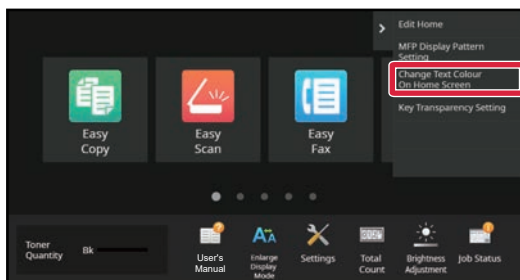 Edit Home
MFP Display Pattern
Setting
Change Text Colour
On Home Screen
Key Transparency Setting
Easy
Copy
Easy
Scan
Easy
Fax
Toner
Quantity
Bk
User's
Manual
Enlarge
Display
Mode
Settings
Total
Count
Brightness
Adjustment
Job Status